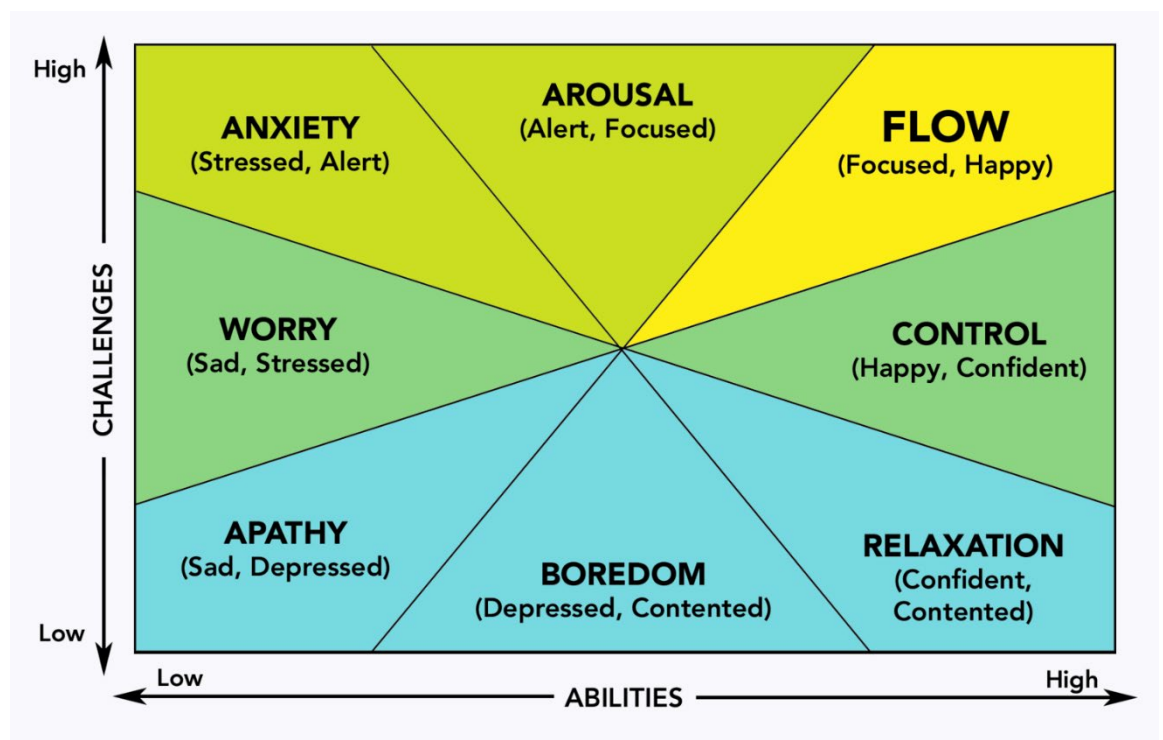 High
ANXIETY
(Stressed, Alert)
AROUSAL
(Alert, Focused)
FLOW
(Focused, Happy)
CHALLENGES
WORRY
(Sad, Stressed)
CONTROL
(Happy, Confident)
APATHY
(Sad, Depressed)
BOREDOM
(Depressed, Contented)
RELAXATION
(Confident,
Contented)
Low
Low
ABILITIES
High